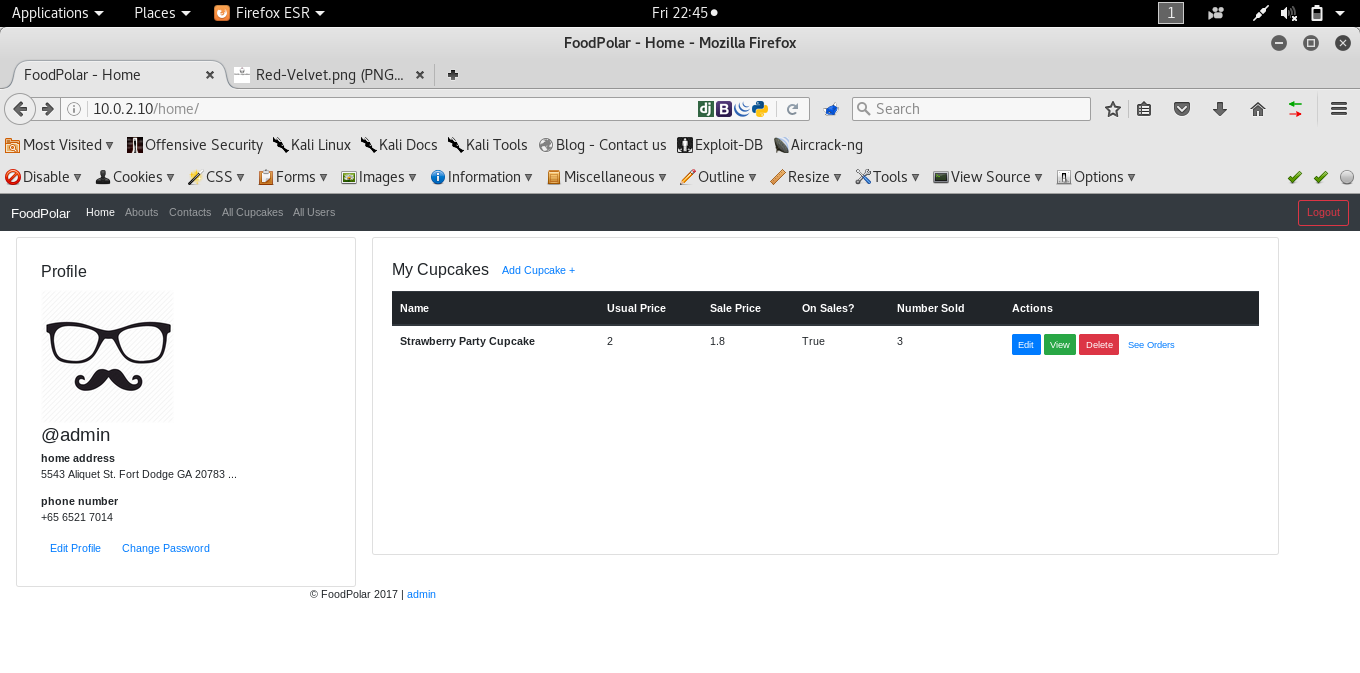 Applications Places Firefox ESR Fri 22:45 1
FoodPolar - Home - Mozilla Firefox
FoodPolar - Home Red-Velvet.png (PNG...
10.0.2.10/home/ dj B Search
Most Visited Offensive Security Kali Linux Kali Docs Kali Tools Blog - Contact us Exploit-DB Aircrack-ng
Disable Cookies CSS Forms Images Information Miscellaneous Outline Resize Tools View Source Options
FoodPolar Home Abouts Contacts All Cupcakes All Users Logout
Profile
@admin
home address
5543 Aliquet St. Fort Dodge GA 20783 ...
phone number
+65 6521 7014
Edit Profile Change Password
My Cupcakes Add Cupcake +
Name Usual Price Sale Price On Sales? Number Sold Actions
Strawberry Party Cupcake 2 1.8 True 3 Edit View Delete See Orders
© FoodPolar 2017 | admin